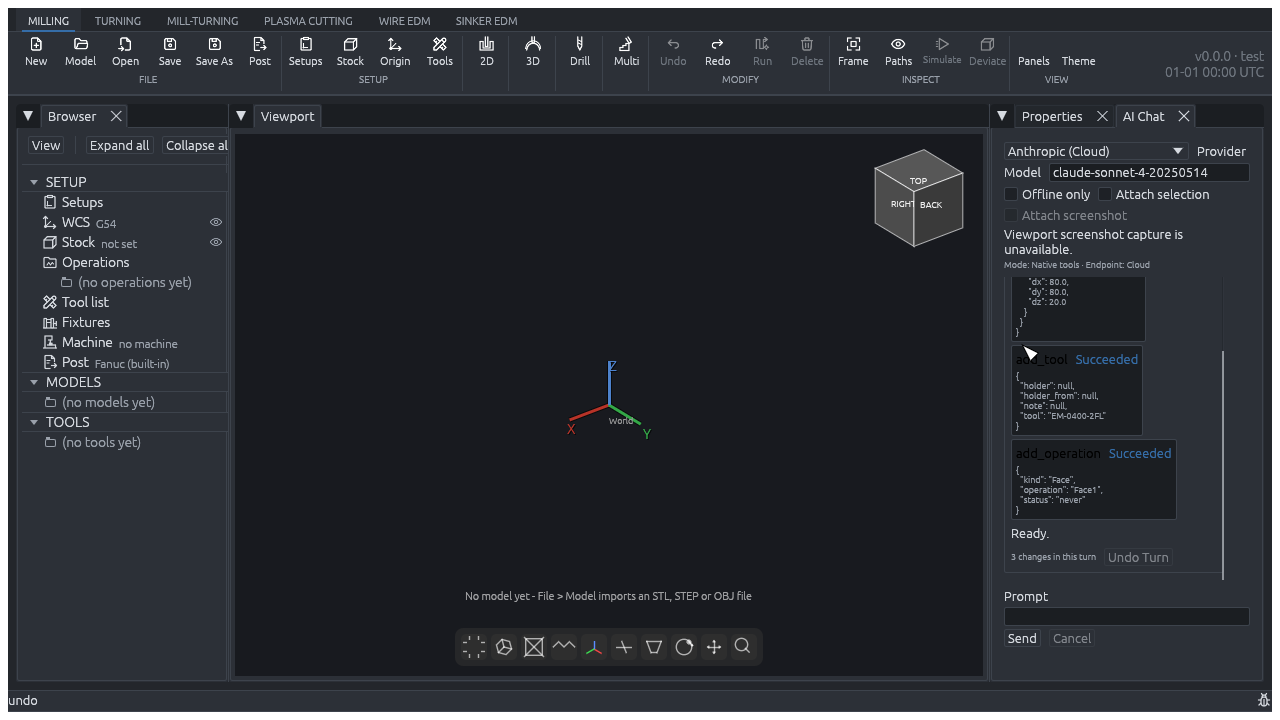 MILLING TURNING MILL-TURNING PLASMA CUTTING WIRE EDM SINKER EDM
New Model Open Save Save As Post Setups Stock Origin Tools 2D 3D Drill Multi Undo Redo Run Delete Frame Paths Simulate Deviate Panels Theme
FILE SETUP MODIFY INSPECT VIEW
v0.0.0 · test
01-01 00:00 UTC
Browser
View Expand all Collapse al
SETUP
Setups
WCS G54
Stock not set
Operations
(no operations yet)
Tool list
Fixtures
Machine no machine
Post Fanuc (built-in)
MODELS
(no models yet)
TOOLS
(no tools yet)
Viewport
TOP
RIGHT BACK
Z
World
X
Y
No model yet - File > Model imports an STL, STEP or OBJ file
Properties AI Chat
Anthropic (Cloud) Provider
Model claude-sonnet-4-20250514
Offline only Attach selection
Attach screenshot
Viewport screenshot capture is
unavailable.
Mode: Native tools · Endpoint: Cloud
"dx": 80.0,
"dy": 80.0,
"dz": 20.0
}
}
}
add_tool Succeeded
{
"holder": null,
"holder_from": null,
"note": null,
"tool": "EM-0400-2FL"
}
add_operation Succeeded
{
"kind": "Face",
"operation": "Face1",
"status": "never"
}
Ready.
3 changes in this turn Undo Turn
Prompt
Send Cancel
undo